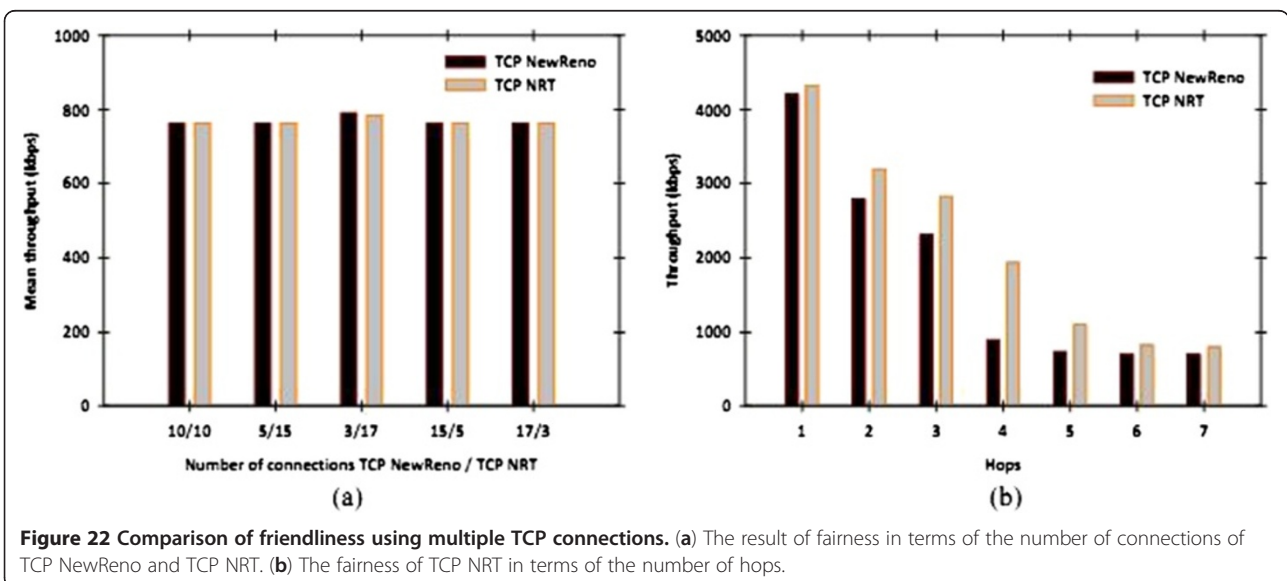 1000
800
600
400
200
0
Mean throughput (kbps)
TCP NewReno
TCP NRT
10/10 5/15 3/17 15/5 17/3
Number of connections TCP NewReno / TCP NRT
(a)
5000
4000
3000
2000
1000
0
Throughput (kbps)
TCP NewReno
TCP NRT
1 2 3 4 5 6 7
Hops
(b)
Figure 22 Comparison of friendliness using multiple TCP connections. (a) The result of fairness in terms of the number of connections of
TCP NewReno and TCP NRT. (b) The fairness of TCP NRT in terms of the number of hops.